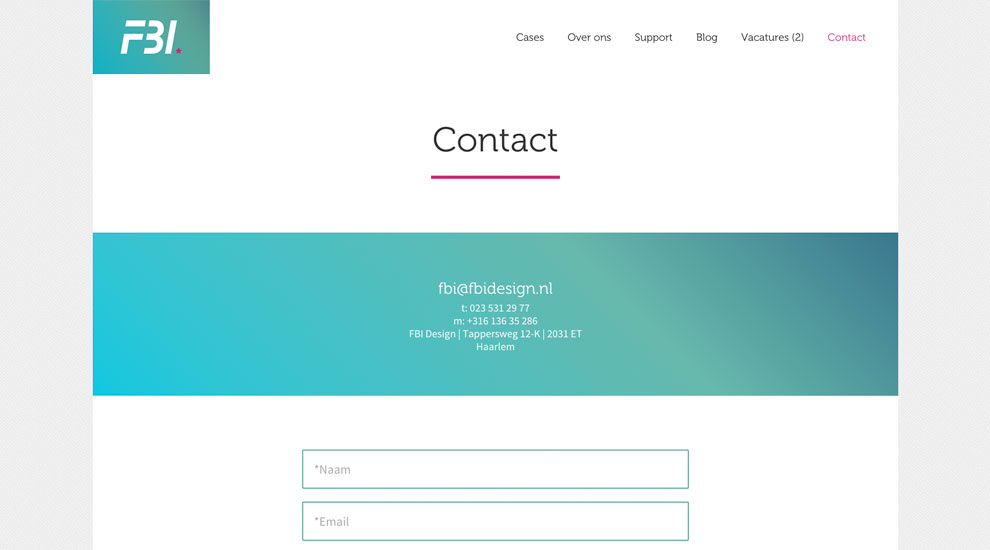 FBI.
Cases Over ons Support Blog Vacatures (2) Contact
Contact
fbi@fbidesign.nl
t: 023 531 29 77
m: +316 136 35 286
FBI Design | Tappersweg 12-K | 2031 ET
Haarlem
*Naam
*Email